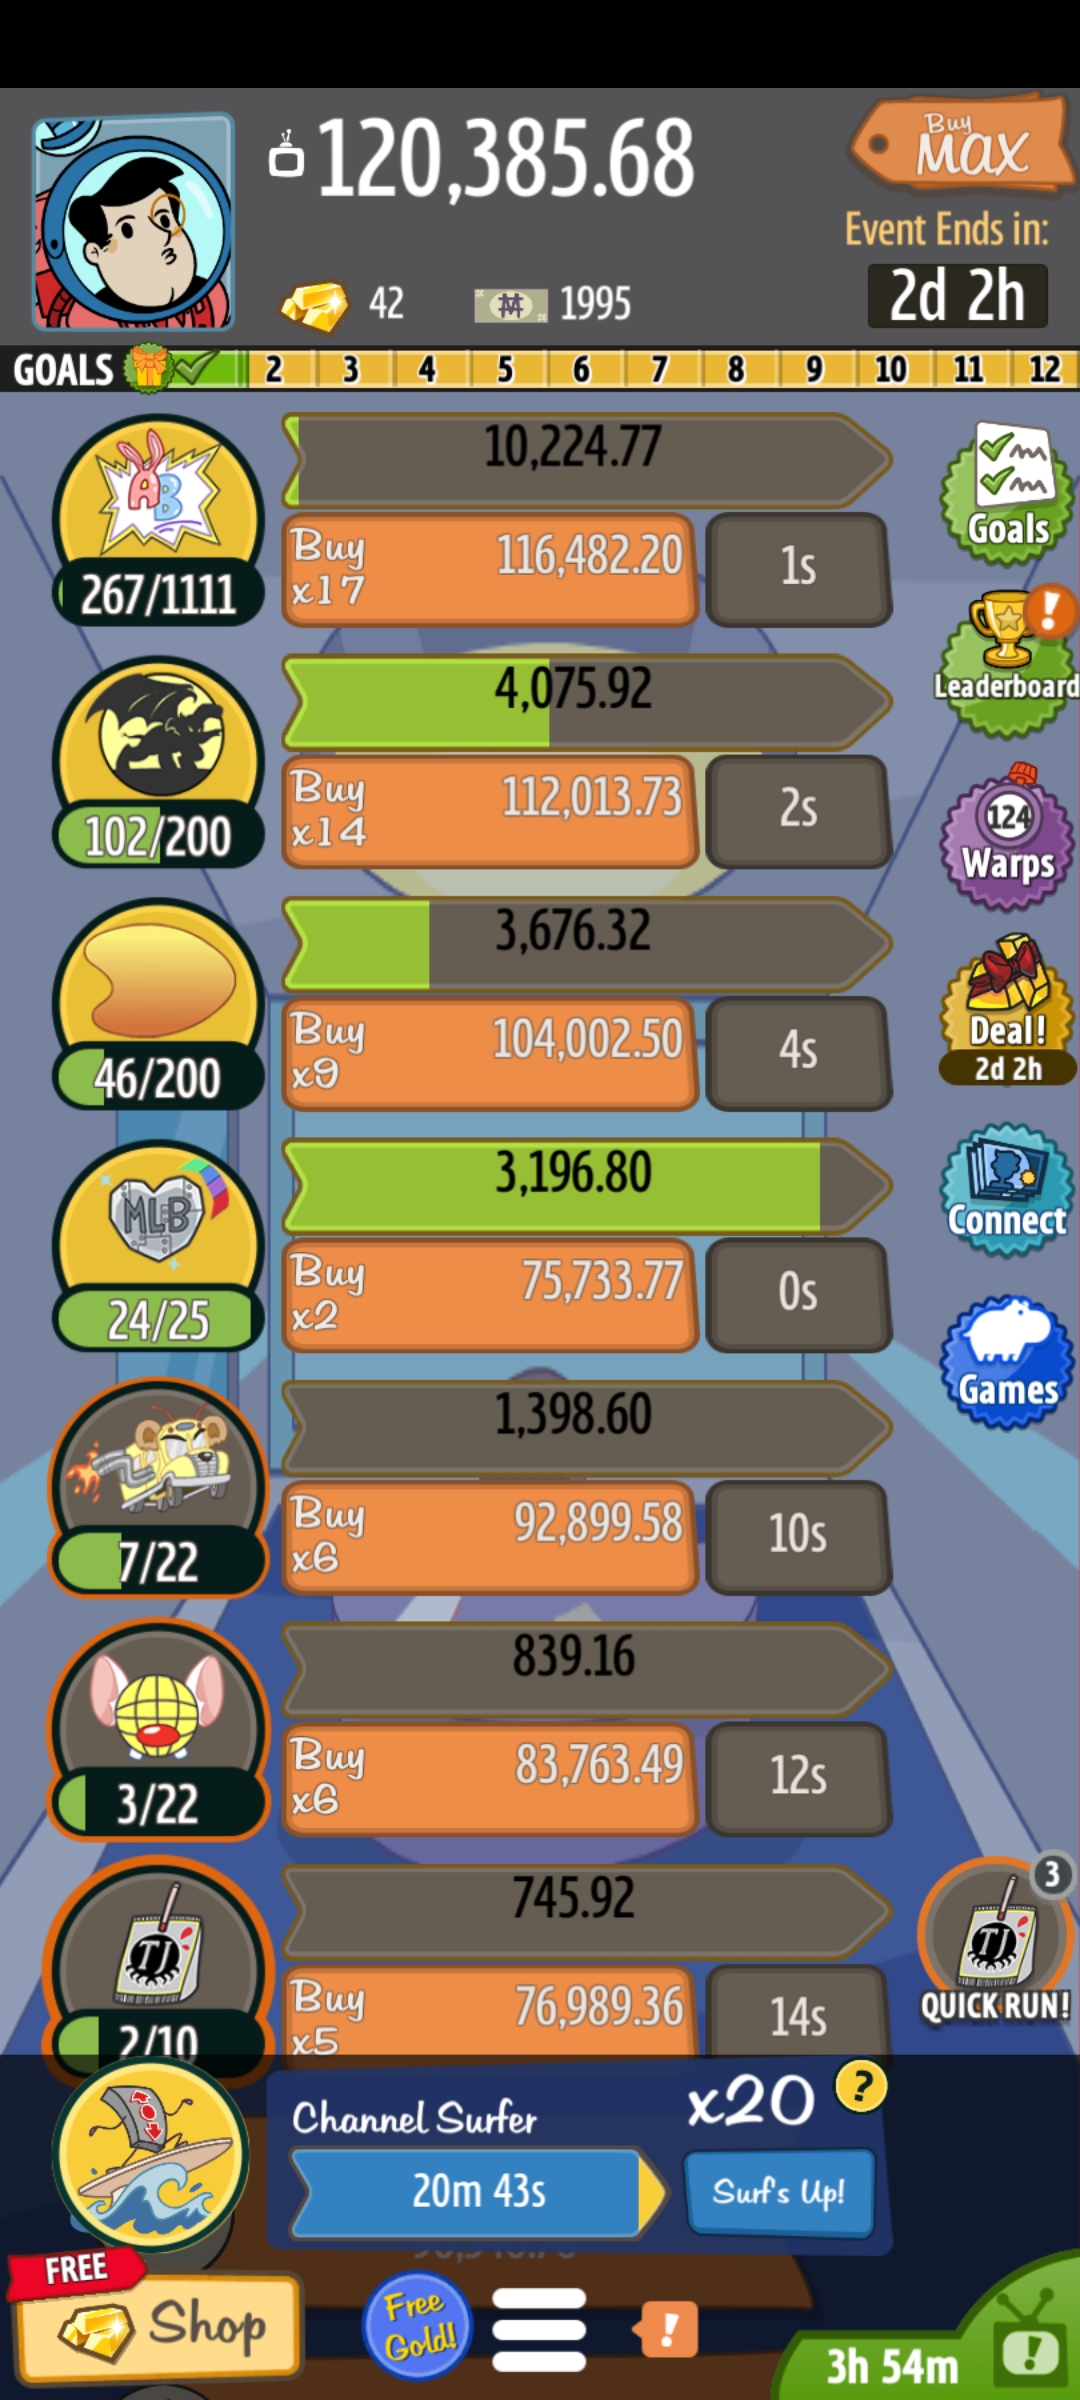 120,385.68
Buy
MAX
Event Ends in:
42
1995
2d 2h
GOALS 2 3 4 5 6 7 8 9 10 11 12
AB
10,224.77
Buy
x17
116,482.20
1s
267/1111
Goals
4,075.92
Leaderboard
Buy
x14
112,013.73
2s
102/200
124
Warps
3,676.32
Buy
x9
104,002.50
4s
46/200
Deal!
2d 2h
MLB
3,196.80
Connect
Buy
x2
75,733.77
0s
24/25
Games
1,398.60
Buy
x6
92,899.58
10s
7/22
839.16
Buy
x6
83,763.49
12s
3/22
3
TJ
745.92
TJ
QUICK RUN!
Buy
x5
76,989.36
14s
2/10
Channel Surfer
x20
?
20m 43s
Surf's Up!
FREE
Shop
Free
Gold!
!
3h 54m
!